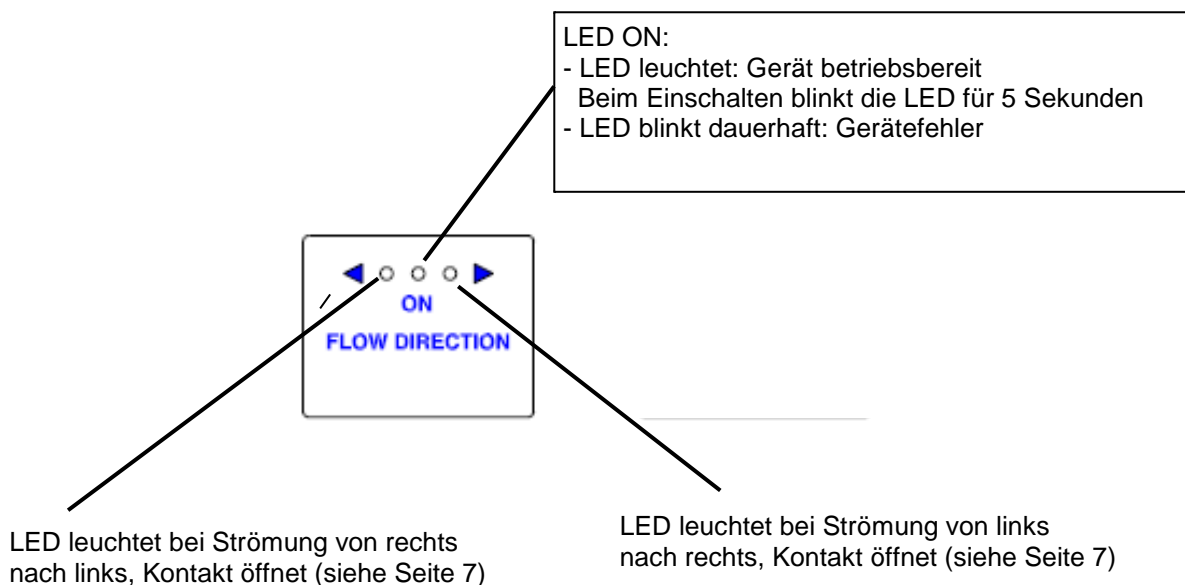 LED ON:
- LED leuchtet: Gerät betriebsbereit
Beim Einschalten blinkt die LED für 5 Sekunden
- LED blinkt dauerhaft: Gerätefehler
ON
FLOW DIRECTION
LED leuchtet bei Strömung von rechts
nach links, Kontakt öffnet (siehe Seite 7)
LED leuchtet bei Strömung von links
nach rechts, Kontakt öffnet (siehe Seite 7)